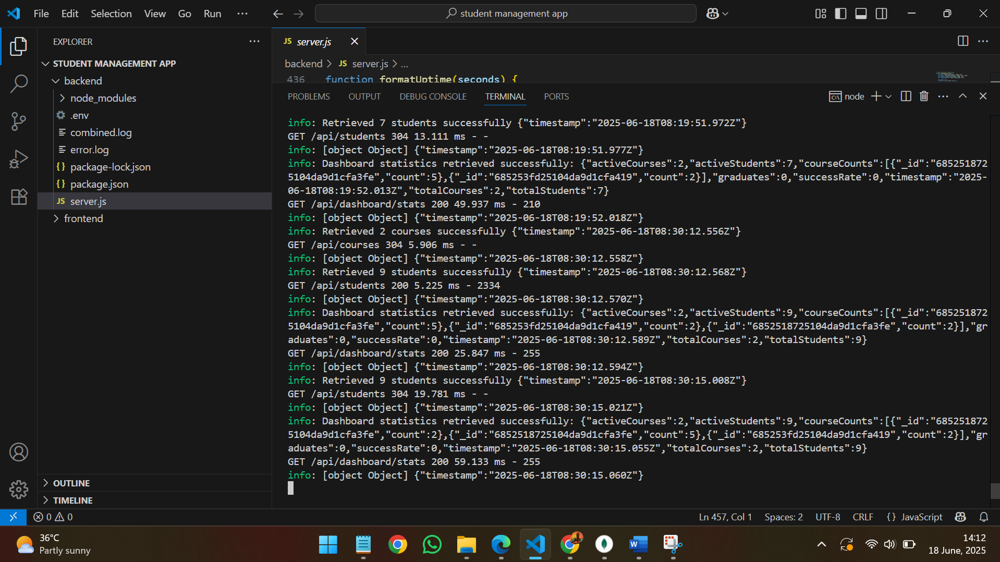 File Edit Selection View Go Run ···
student management app
EXPLORER
STUDENT MANAGEMENT APP
backend
node_modules
.env
combined.log
error.log
{} package-lock.json
{} package.json
JS server.js
frontend
OUTLINE
TIMELINE
JS server.js
backend > JS server.js > ...
436 function formatUptime(seconds) {
PROBLEMS OUTPUT DEBUG CONSOLE TERMINAL PORTS
node
info: Retrieved 7 students successfully {"timestamp":"2025-06-18T08:19:51.972Z"}
GET /api/students 304 13.111 ms - -
info: [object Object] {"timestamp":"2025-06-18T08:19:51.977Z"}
info: Dashboard statistics retrieved successfully: {"activeCourses":2,"activeStudents":7,"courseCounts":[{"_id":"685251872
5104da9d1cfa3fe","count":5},{"_id":"685253fd25104da9d1cfa419","count":2}],"graduates":0,"successRate":0,"timestamp":"2025-
06-18T08:19:52.013Z","totalCourses":2,"totalStudents":7}
GET /api/dashboard/stats 200 49.937 ms - 210
info: [object Object] {"timestamp":"2025-06-18T08:19:52.018Z"}
info: Retrieved 2 courses successfully {"timestamp":"2025-06-18T08:30:12.556Z"}
GET /api/courses 304 5.906 ms - -
info: [object Object] {"timestamp":"2025-06-18T08:30:12.558Z"}
info: Retrieved 9 students successfully {"timestamp":"2025-06-18T08:30:12.568Z"}
GET /api/students 200 5.225 ms - 2334
info: [object Object] {"timestamp":"2025-06-18T08:30:12.570Z"}
info: Dashboard statistics retrieved successfully: {"activeCourses":2,"activeStudents":9,"courseCounts":[{"_id":"685251872
5104da9d1cfa3fe","count":5},{"_id":"685253fd25104da9d1cfa419","count":2},{"_id":"6852518725104da9d1cfa3fe","count":2}],"gr
aduates":0,"successRate":0,"timestamp":"2025-06-18T08:30:12.589Z","totalCourses":2,"totalStudents":9}
GET /api/dashboard/stats 200 25.847 ms - 255
info: [object Object] {"timestamp":"2025-06-18T08:30:12.594Z"}
info: Retrieved 9 students successfully {"timestamp":"2025-06-18T08:30:15.008Z"}
GET /api/students 304 19.781 ms - -
info: [object Object] {"timestamp":"2025-06-18T08:30:15.021Z"}
info: Dashboard statistics retrieved successfully: {"activeCourses":2,"activeStudents":9,"courseCounts":[{"_id":"685251872
5104da9d1cfa3fe","count":2},{"_id":"6852518725104da9d1cfa3fe","count":5},{"_id":"685253fd25104da9d1cfa419","count":2}],"gr
aduates":0,"successRate":0,"timestamp":"2025-06-18T08:30:15.055Z","totalCourses":2,"totalStudents":9}
GET /api/dashboard/stats 200 59.133 ms - 255
info: [object Object] {"timestamp":"2025-06-18T08:30:15.060Z"}
0 0 Ln 457, Col 1 Spaces: 2 UTF-8 CRLF {} JavaScript
36°C
Partly sunny
14:12
18 June, 2025